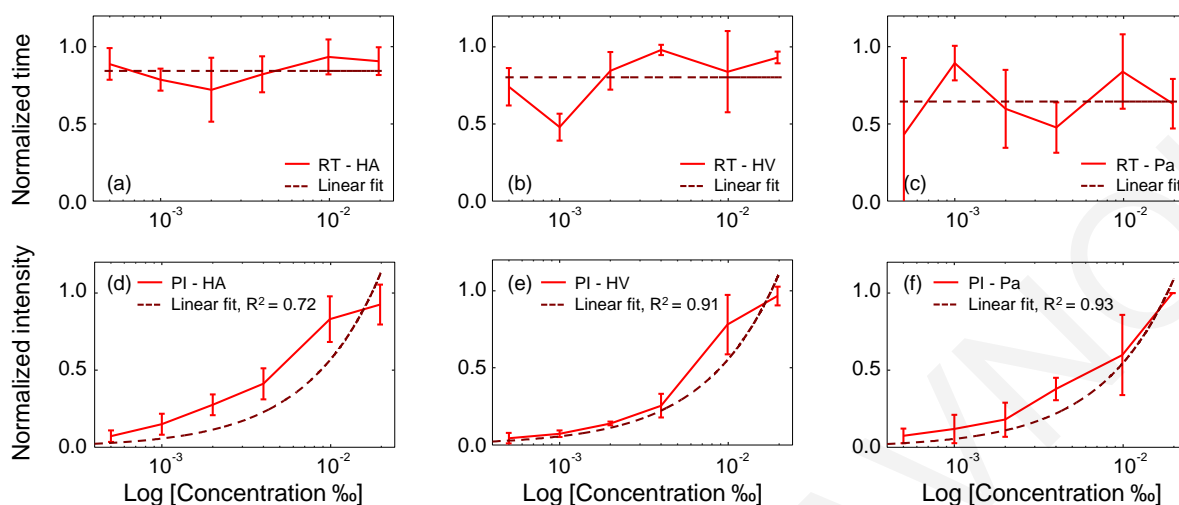 Normalized time
1.0
0.5
0.0
(a)
RT - HA
Linear fit
10⁻³
10⁻²
1.0
0.5
0.0
(b)
RT - HV
Linear fit
10⁻³
10⁻²
1.0
0.5
0.0
(c)
RT - Pa
Linear fit
10⁻³
10⁻²
Normalized intensity
1.0
0.5
0.0
(d)
PI - HA
Linear fit, R² = 0.72
10⁻³
10⁻²
Log [Concentration ‰]
1.0
0.5
0.0
(e)
PI - HV
Linear fit, R² = 0.91
10⁻³
10⁻²
Log [Concentration ‰]
1.0
0.5
0.0
(f)
PI - Pa
Linear fit, R² = 0.93
10⁻³
10⁻²
Log [Concentration ‰]